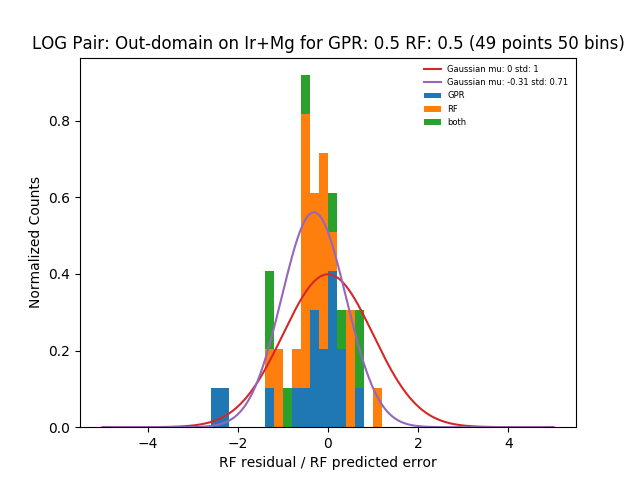 LOG Pair: Out-domain on Ir+Mg for GPR: 0.5 RF: 0.5 (49 points 50 bins)
Gaussian mu: 0 std: 1
Gaussian mu: -0.31 std: 0.71
GPR
RF
both
Normalized Counts
0.8
0.6
0.4
0.2
0.0
−4 −2 0 2 4
RF residual / RF predicted error